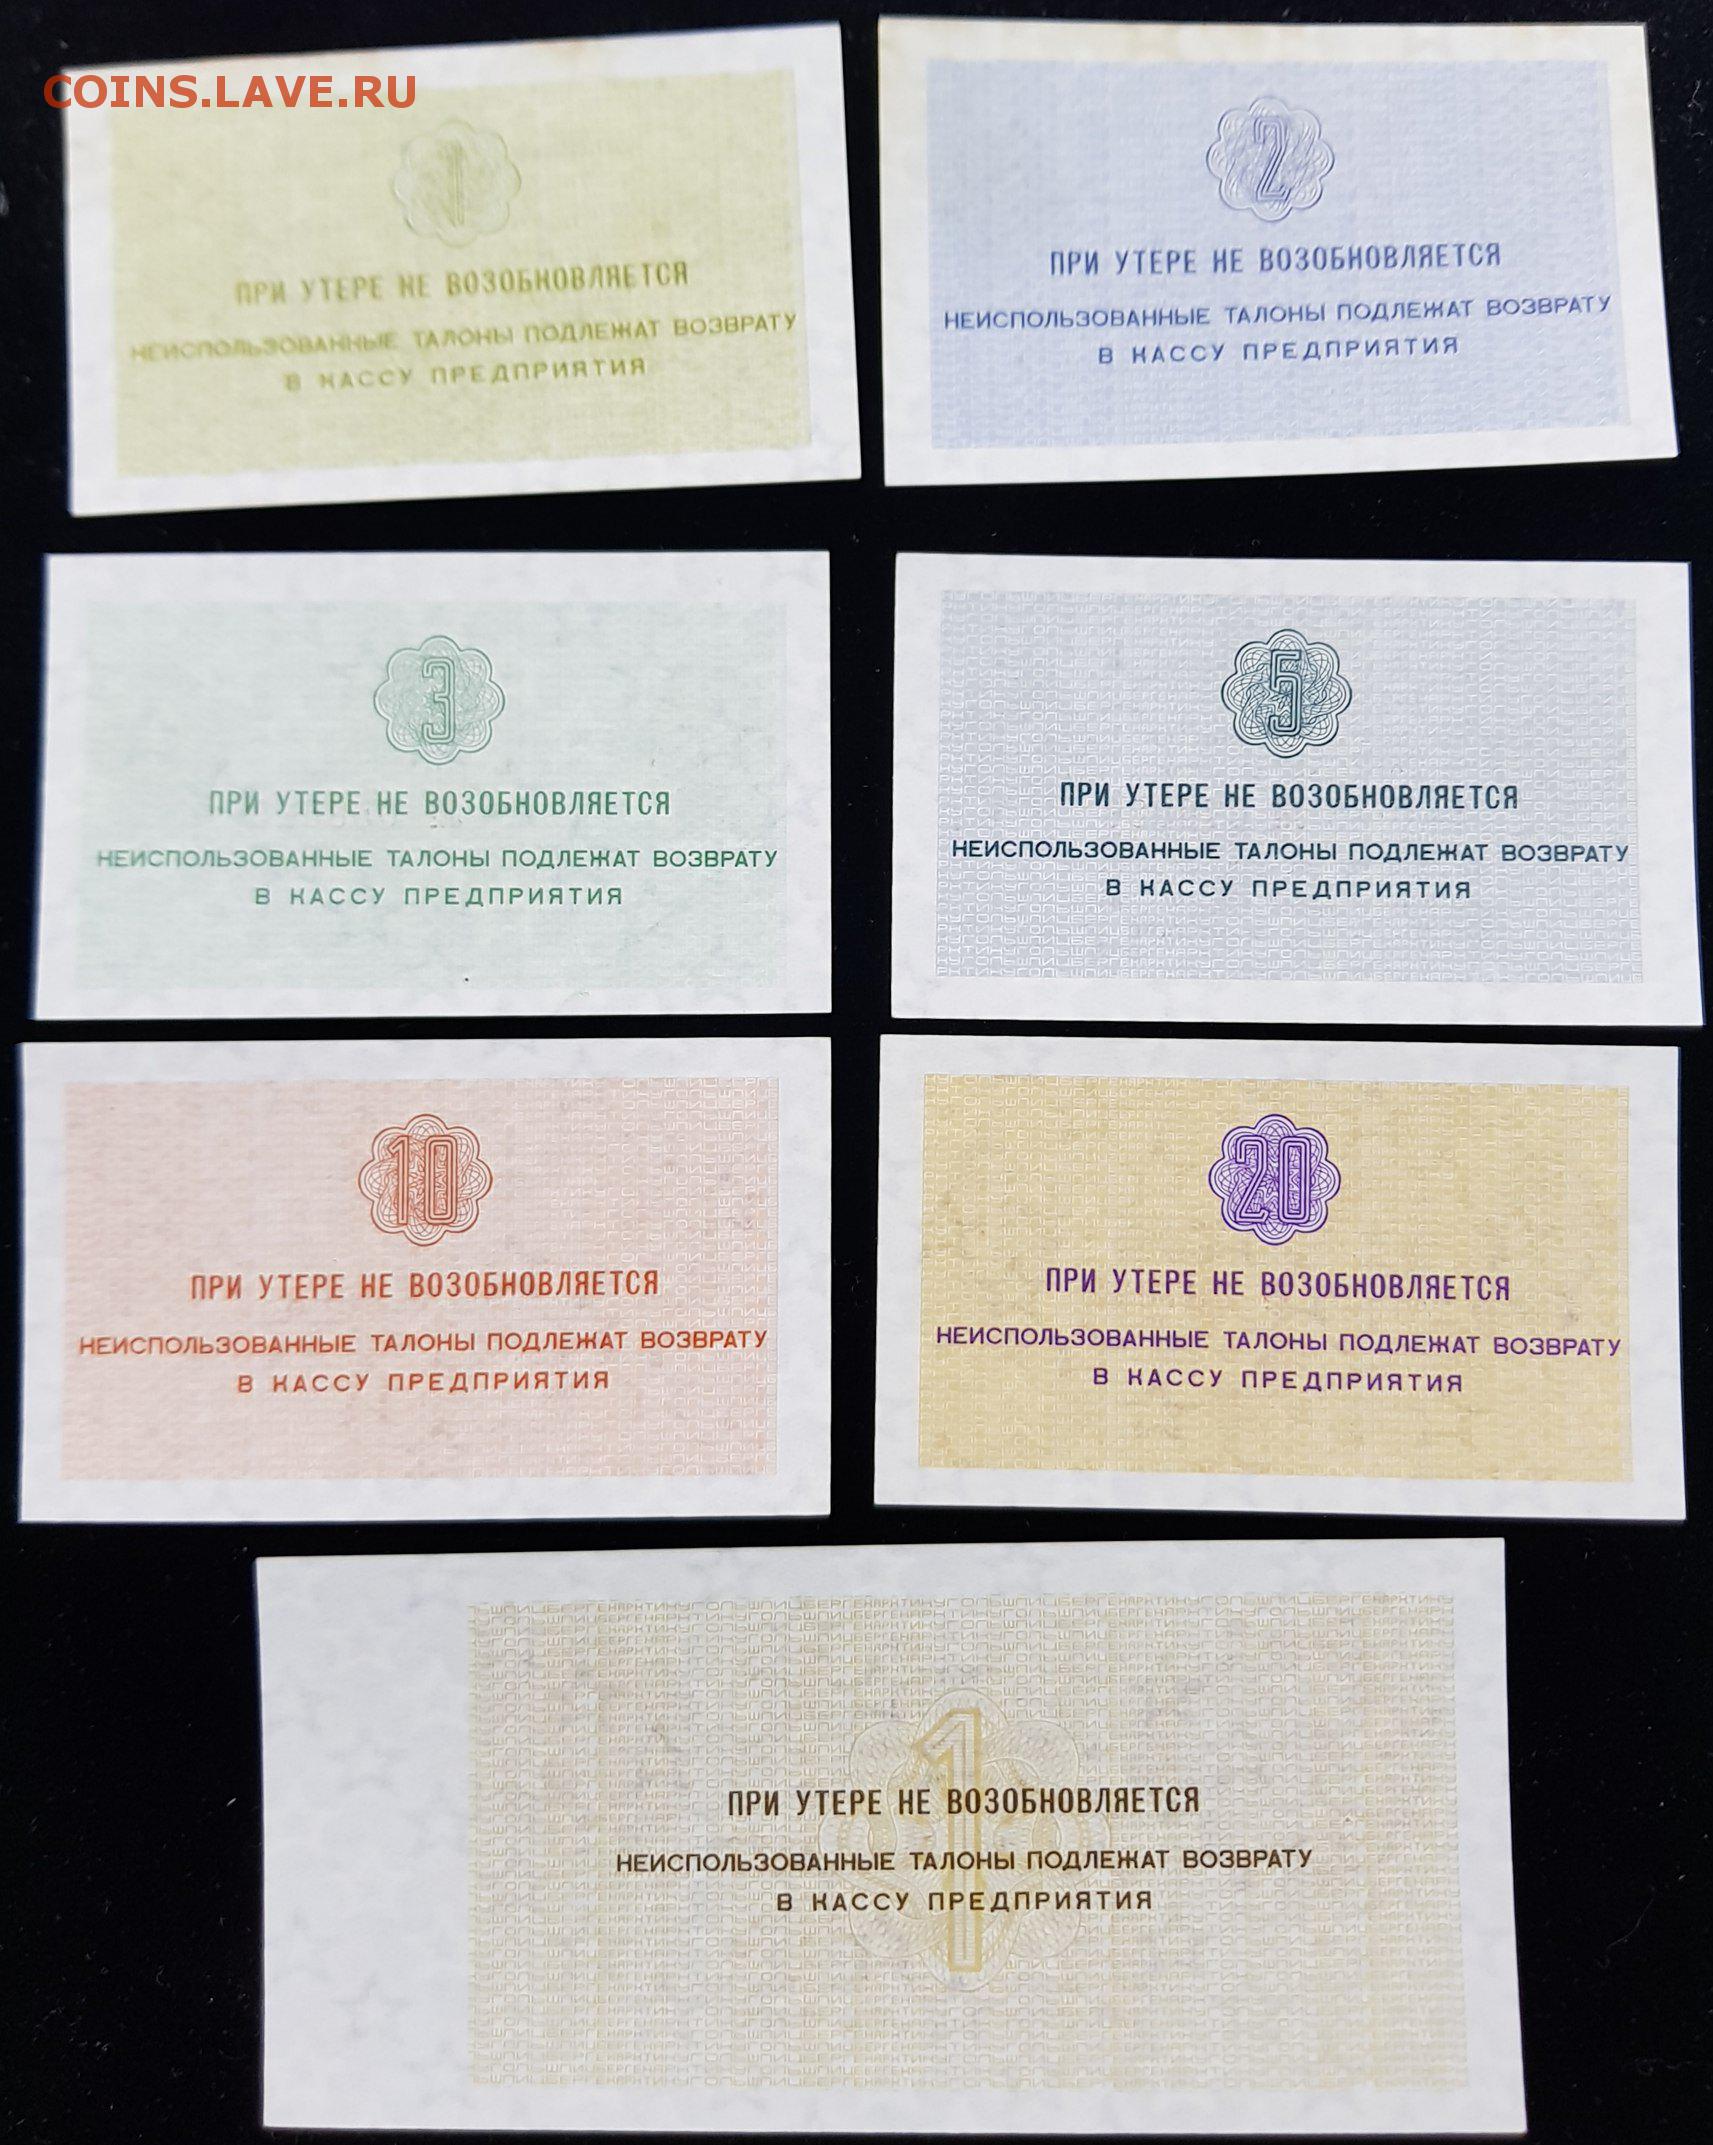 COINS.LAVE.RU
1
ПРИ УТЕРЕ НЕ ВОЗОБНОВЛЯЕТСЯ
НЕИСПОЛЬЗОВАННЫЕ ТАЛОНЫ ПОДЛЕЖАТ ВОЗВРАТУ
В КАССУ ПРЕДПРИЯТИЯ
2
ПРИ УТЕРЕ НЕ ВОЗОБНОВЛЯЕТСЯ
НЕИСПОЛЬЗОВАННЫЕ ТАЛОНЫ ПОДЛЕЖАТ ВОЗВРАТУ
В КАССУ ПРЕДПРИЯТИЯ
3
ПРИ УТЕРЕ НЕ ВОЗОБНОВЛЯЕТСЯ
НЕИСПОЛЬЗОВАННЫЕ ТАЛОНЫ ПОДЛЕЖАТ ВОЗВРАТУ
В КАССУ ПРЕДПРИЯТИЯ
5
ПРИ УТЕРЕ НЕ ВОЗОБНОВЛЯЕТСЯ
НЕИСПОЛЬЗОВАННЫЕ ТАЛОНЫ ПОДЛЕЖАТ ВОЗВРАТУ
В КАССУ ПРЕДПРИЯТИЯ
10
ПРИ УТЕРЕ НЕ ВОЗОБНОВЛЯЕТСЯ
НЕИСПОЛЬЗОВАННЫЕ ТАЛОНЫ ПОДЛЕЖАТ ВОЗВРАТУ
В КАССУ ПРЕДПРИЯТИЯ
20
ПРИ УТЕРЕ НЕ ВОЗОБНОВЛЯЕТСЯ
НЕИСПОЛЬЗОВАННЫЕ ТАЛОНЫ ПОДЛЕЖАТ ВОЗВРАТУ
В КАССУ ПРЕДПРИЯТИЯ
1
ПРИ УТЕРЕ НЕ ВОЗОБНОВЛЯЕТСЯ
НЕИСПОЛЬЗОВАННЫЕ ТАЛОНЫ ПОДЛЕЖАТ ВОЗВРАТУ
В КАССУ ПРЕДПРИЯТИЯ